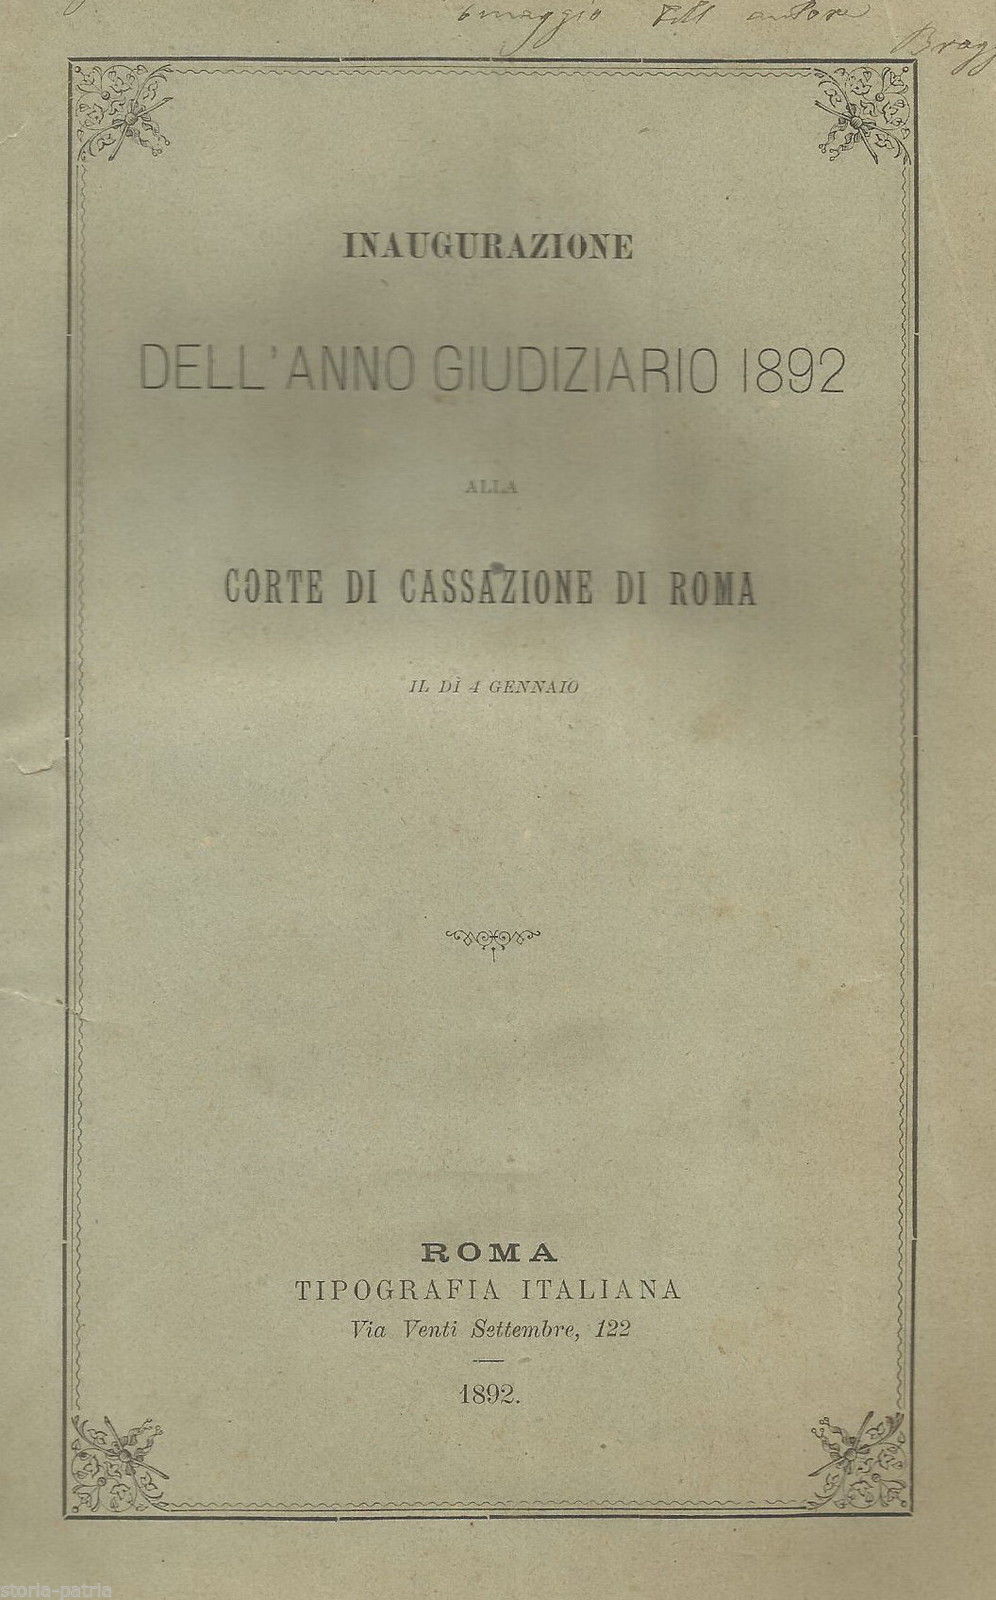 omaggio dell'autore
INAUGURAZIONE
DELL'ANNO GIUDIZIARIO 1892
ALLA
CORTE DI CASSAZIONE DI ROMA
IL DÌ 4 GENNAIO
ROMA
TIPOGRAFIA ITALIANA
Via Venti Settembre, 122
1892.
storia-patria